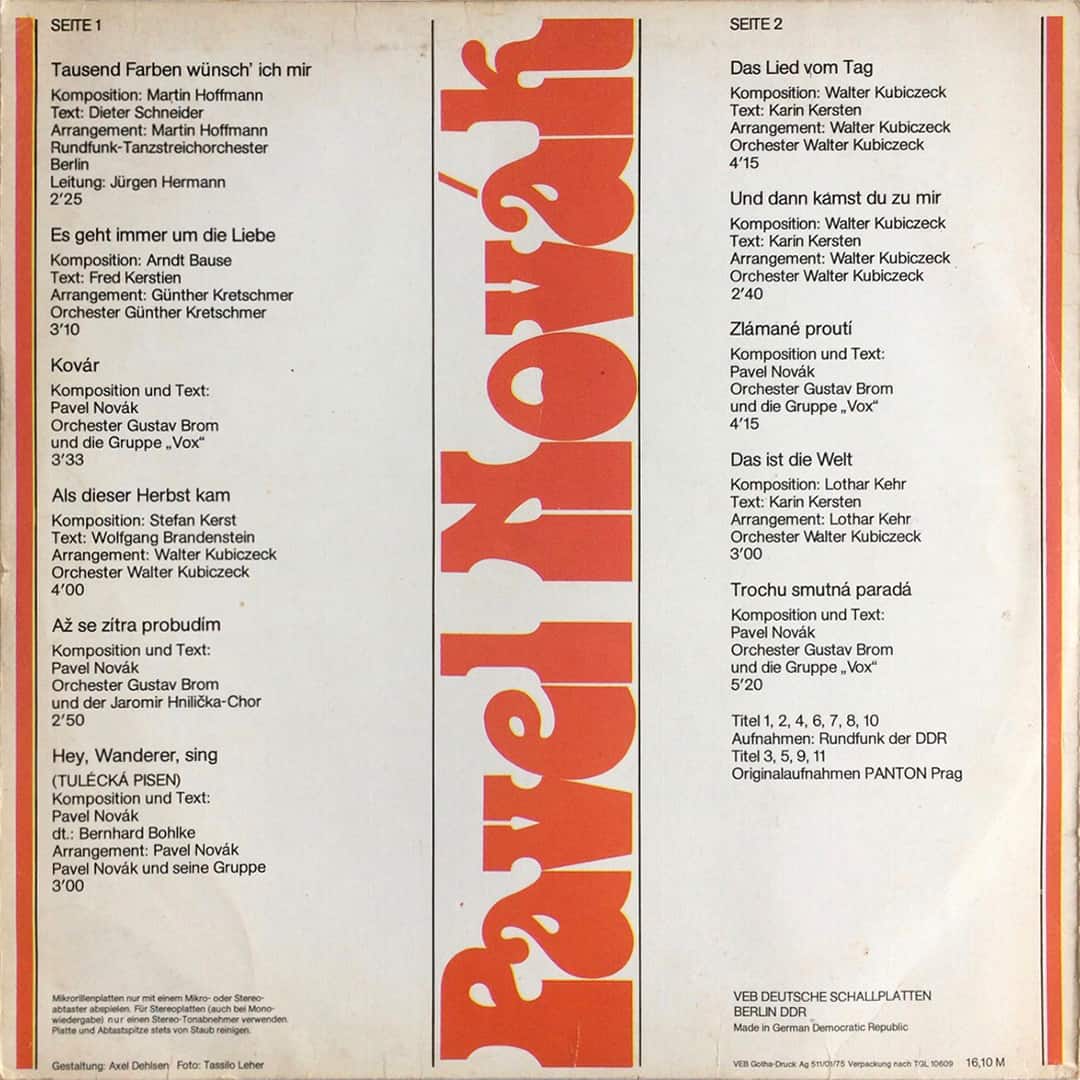 SEITE 1
Tausend Farben wünsch' ich mir
Komposition: Martin Hoffmann
Text: Dieter Schneider
Arrangement: Martin Hoffmann
Rundfunk-Tanzstreichorchester
Berlin
Leitung: Jürgen Hermann
2'25
Es geht immer um die Liebe
Komposition: Arndt Bause
Text: Fred Kerstien
Arrangement: Günther Kretschmer
Orchester Günther Kretschmer
3'10
Kovár
Komposition und Text:
Pavel Novák
Orchester Gustav Brom
und die Gruppe „Vox“
3'33
Als dieser Herbst kam
Komposition: Stefan Kerst
Text: Wolfgang Brandenstein
Arrangement: Walter Kubiczeck
Orchester Walter Kubiczeck
4'00
Až se zítra probudím
Komposition und Text:
Pavel Novák
Orchester Gustav Brom
und der Jaromir Hnilička-Chor
2'50
Hey, Wanderer, sing
(TULÉCKÁ PISEN)
Komposition und Text:
Pavel Novák
dt.: Bernhard Bohlke
Arrangement: Pavel Novák
Pavel Novák und seine Gruppe
3'00
Mikrorillenplatten nur mit einem Mikro- oder Stereo-
abtaster abspielen. Für Stereoplatten (auch bei Mono-
wiedergabe) nur einen Stereo-Tonabnehmer verwenden.
Platte und Abtastspitze stets von Staub reinigen.
Gestaltung: Axel Dehlsen Foto: Tassilo Leher
Pawel Nowák
SEITE 2
Das Lied vom Tag
Komposition: Walter Kubiczeck
Text: Karin Kersten
Arrangement: Walter Kubiczeck
Orchester Walter Kubiczeck
4'15
Und dann kamst du zu mir
Komposition: Walter Kubiczeck
Text: Karin Kersten
Arrangement: Walter Kubiczeck
Orchester Walter Kubiczeck
2'40
Zlámané proutí
Komposition und Text:
Pavel Novák
Orchester Gustav Brom
und die Gruppe „Vox“
4'15
Das ist die Welt
Komposition: Lothar Kehr
Text: Karin Kersten
Arrangement: Lothar Kehr
Orchester Walter Kubiczeck
3'00
Trochu smutná paradá
Komposition und Text:
Pavel Novák
Orchester Gustav Brom
und die Gruppe „Vox“
5'20
Titel 1, 2, 4, 6, 7, 8, 10
Aufnahmen: Rundfunk der DDR
Titel 3, 5, 9, 11
Originalaufnahmen PANTON Prag
VEB DEUTSCHE SCHALLPLATTEN
BERLIN DDR
Made in German Democratic Republic
VEB Gotha-Druck Ag 511/01/75 Verpackung nach TGL 10609 16,10 M